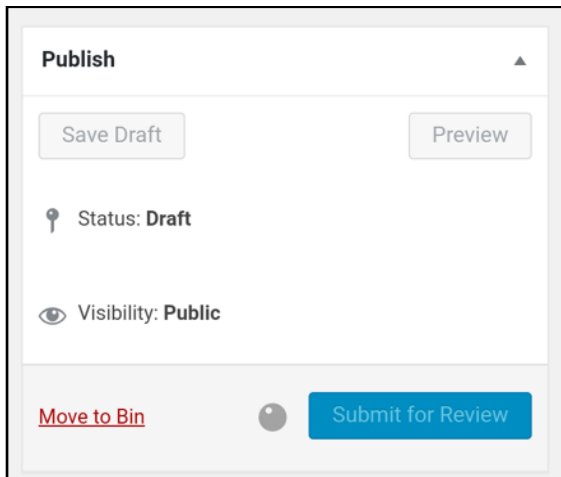 Publish
Save Draft Preview
Status: Draft
Visibility: Public
Move to Bin Submit for Review